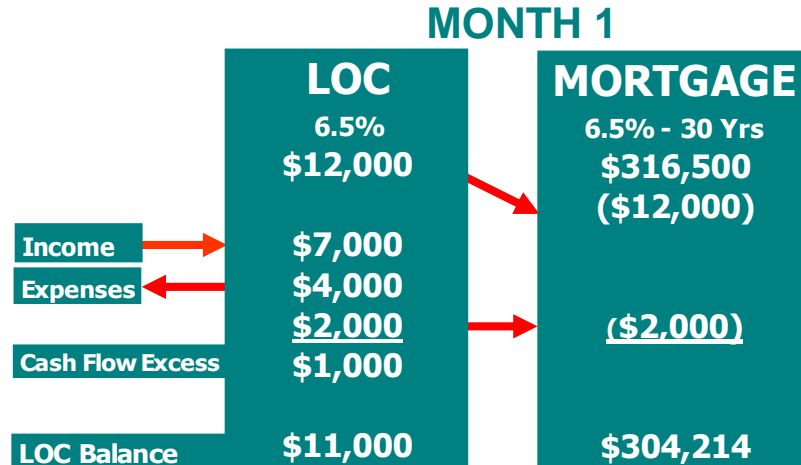 MONTH 1
LOC MORTGAGE
6.5% 6.5% - 30 Yrs
$12,000 $316,500
($12,000)
Income $7,000
Expenses $4,000
$2,000 ($2,000)
Cash Flow Excess $1,000
LOC Balance $11,000 $304,214